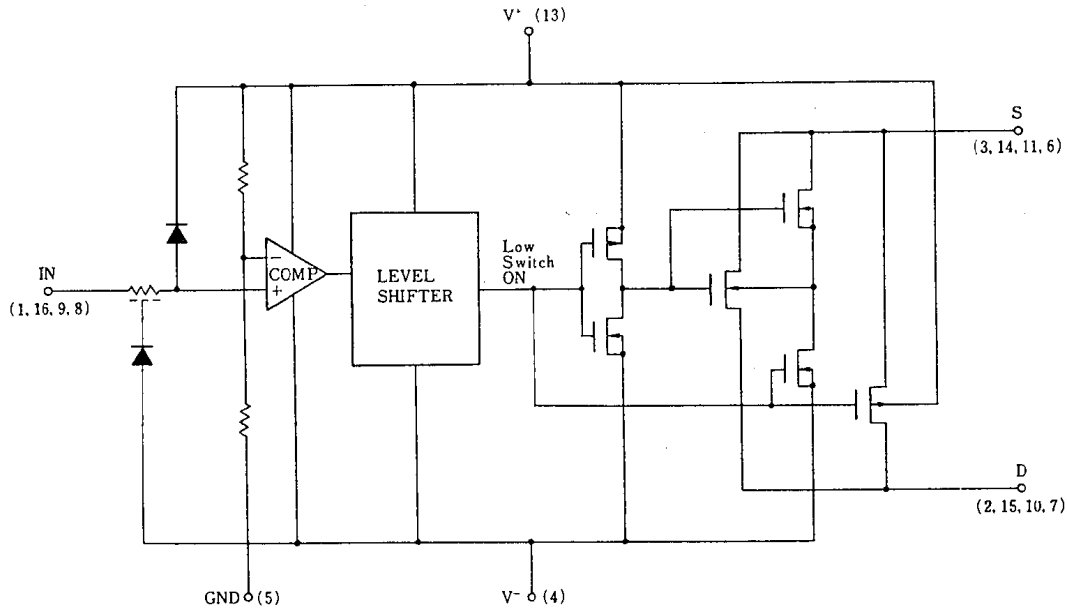 V⁺ (13)
S
(3, 14, 11, 6)
Low
Switch
ON
IN
(1, 16, 9, 8)
−
COMP
+
LEVEL
SHIFTER
D
(2, 15, 10, 7)
GND (5)
V⁻ (4)